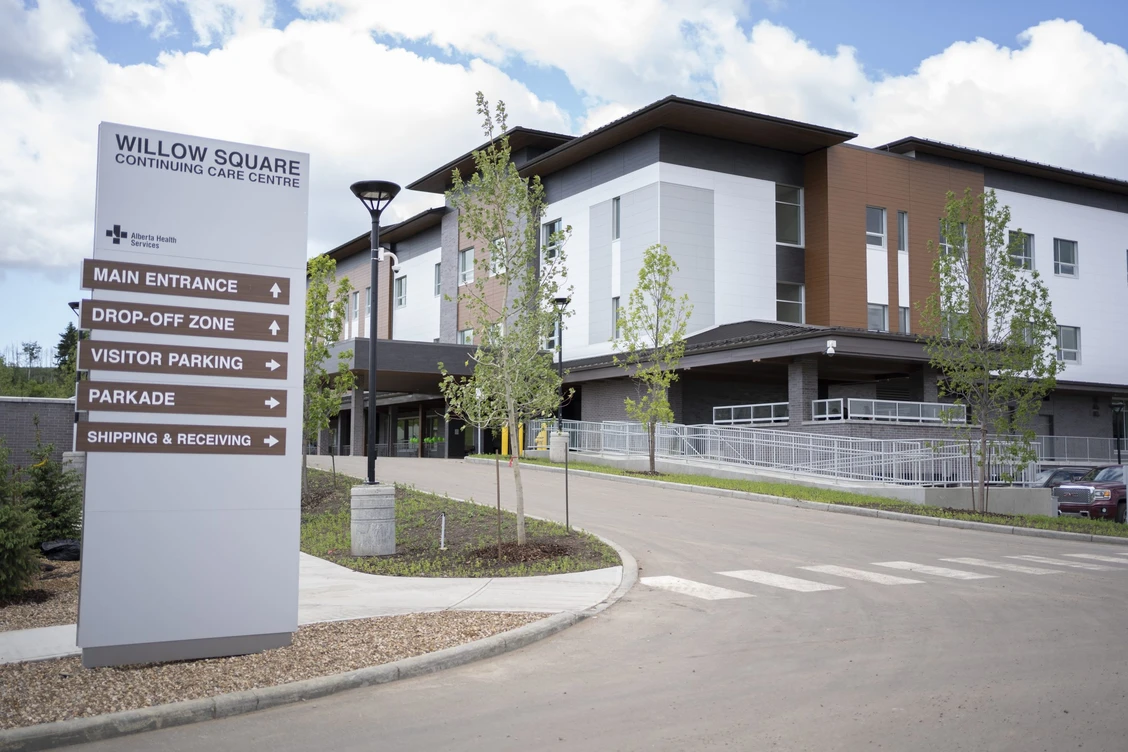 WILLOW SQUARE
CONTINUING CARE CENTRE
Alberta Health
Services
MAIN ENTRANCE
DROP-OFF ZONE
VISITOR PARKING
PARKADE
SHIPPING & RECEIVING